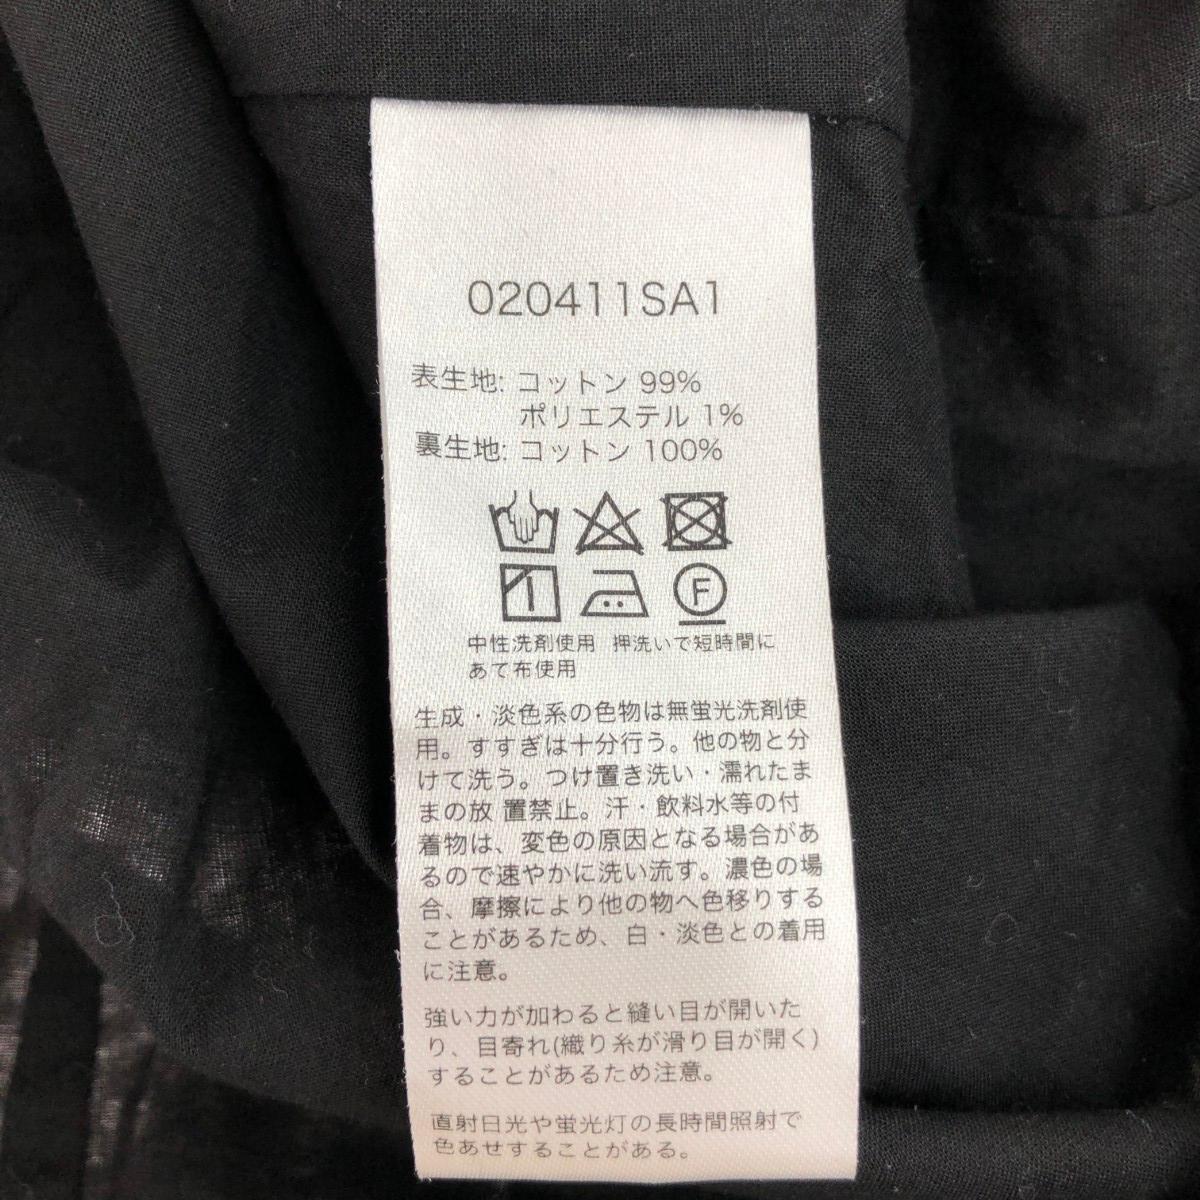 020411SA1
表生地: コットン 99%
ポリエステル 1%
裏生地: コットン 100%
F
中性洗剤使用 押洗いで短時間に
あて布使用
生成・淡色系の色物は無蛍光洗剤使
用。すすぎは十分行う。他の物と分
けて洗う。つけ置き洗い・濡れたま
まの放 置禁止。汗・飲料水等の付
着物は、変色の原因となる場合があ
るので速やかに洗い流す。濃色の場
合、摩擦により他の物へ色移りする
ことがあるため、白・淡色との着用
に注意。
強い力が加わると縫い目が開いた
り、目寄れ(織り糸が滑り目が開く)
することがあるため注意。
直射日光や蛍光灯の長時間照射で
色あせすることがある。